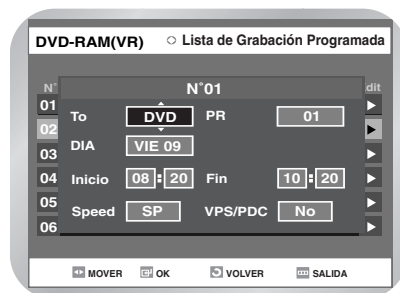 DVD-RAM(VR) Lista de Grabación Programada
N° N°01 dit
01 To DVD PR 01
02
03 DIA VIE 09
04 Inicio 08:20 Fin 10:20
05 Speed SP VPS/PDC No
06
MOVER OK VOLVER SALIDA